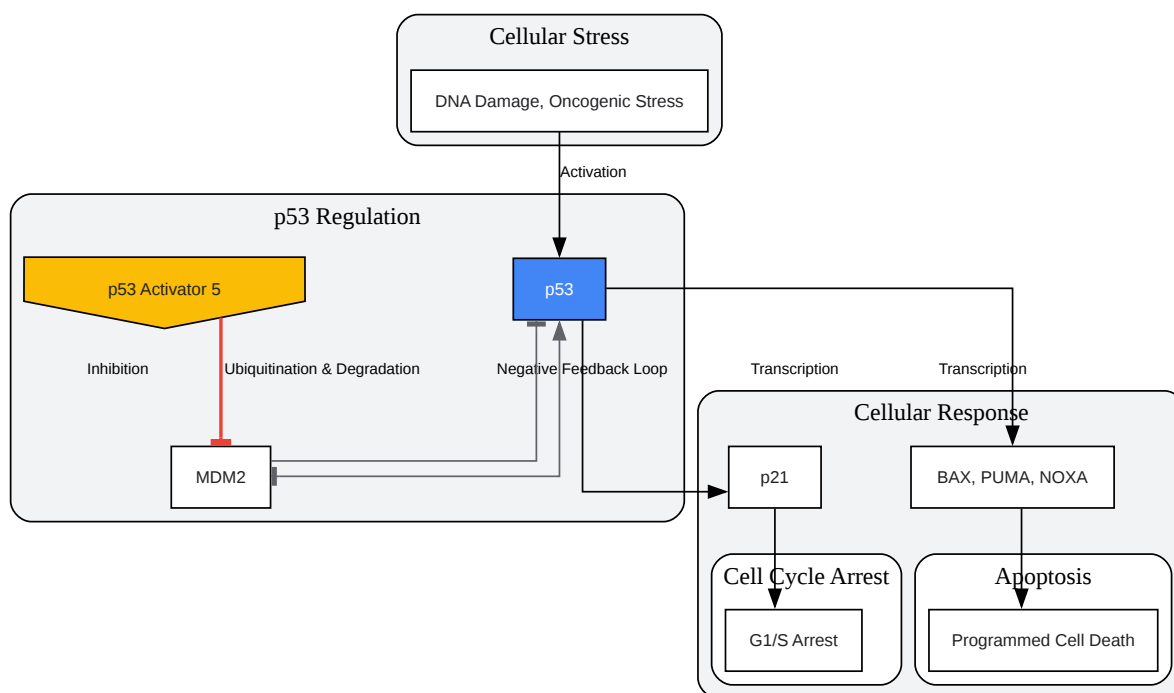 Cellular Stress
DNA Damage, Oncogenic Stress
Activation
p53 Regulation
p53 Activator 5
p53
Inhibition
Ubiquitination & Degradation
Negative Feedback Loop
Transcription
Transcription
Cellular Response
MDM2
p21
BAX, PUMA, NOXA
Cell Cycle Arrest
Apoptosis
G1/S Arrest
Programmed Cell Death